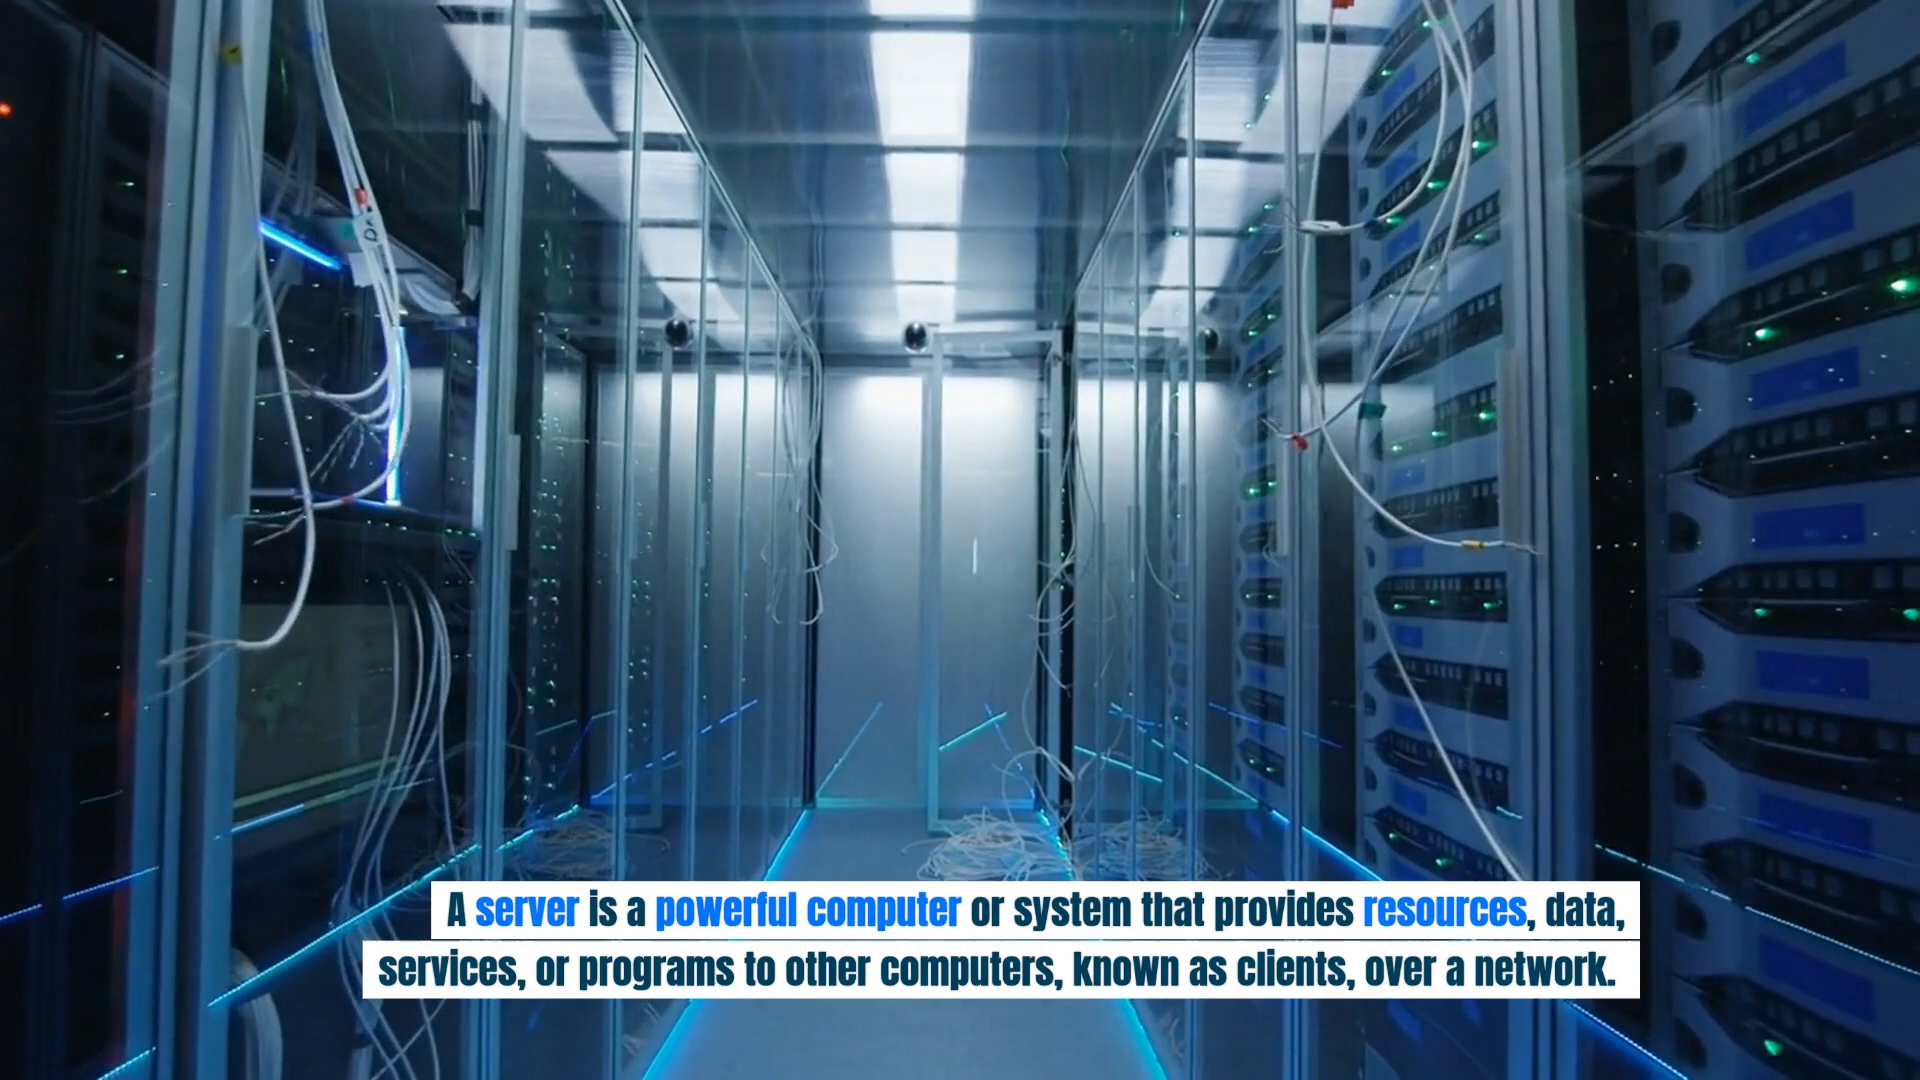 A server is a powerful computer or system that provides resources, data,
services, or programs to other computers, known as clients, over a network.